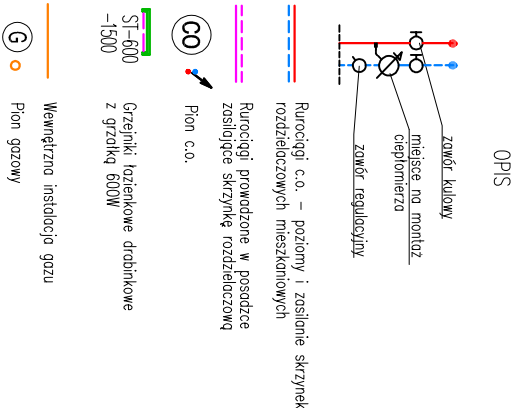 OPIS
zawór kulowy
miejsce na montaż
ciepłomierza
zawór regulacyjny
Rurociągi c.o. - poziomy i zasilanie skrzynek
rozdzielaczowych mieszkaniowych
Rurociągi prowadzone w posadzce
zasilające skrzynkę rozdzielaczową
CO
Pion c.o.
ST-600
-1500
Grzejniki łazienkowe drabinkowe
z grzałką 600W
Wewnętrzna instalacja gazu
G
Pion gazowy